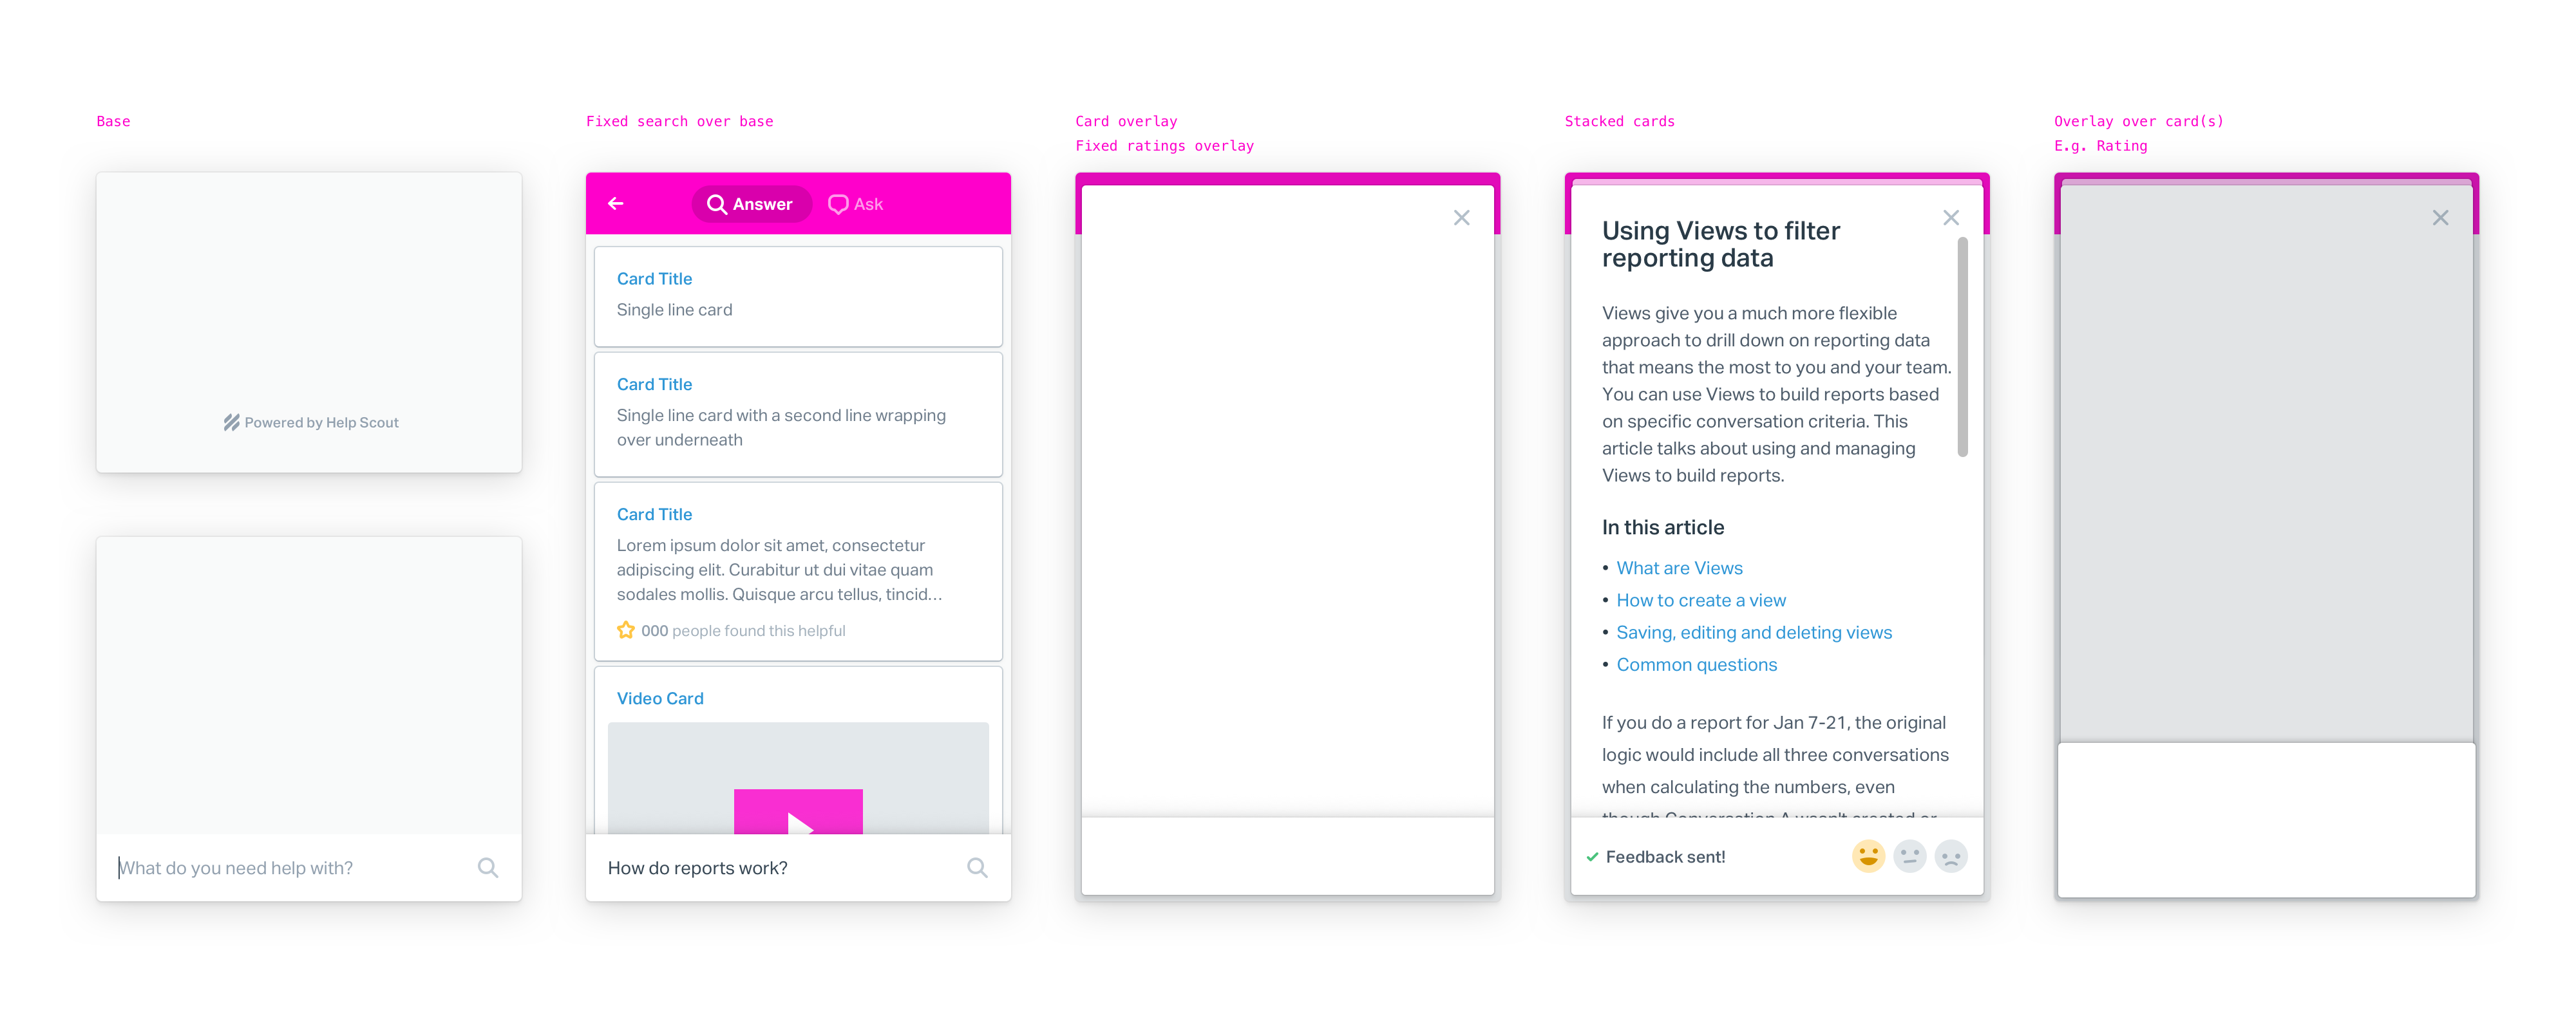 Base
Powered by Help Scout
What do you need help with?
Fixed search over base
Answer
Ask
Card Title
Single line card
Card Title
Single line card with a second line wrapping
over underneath
Card Title
Lorem ipsum dolor sit amet, consectetur
adipiscing elit. Curabitur ut dui vitae quam
sodales mollis. Quisque arcu tellus, tincid...
000 people found this helpful
Video Card
How do reports work?
Card overlay
Fixed ratings overlay
Stacked cards
Using Views to filter
reporting data
Views give you a much more flexible
approach to drill down on reporting data
that means the most to you and your team.
You can use Views to build reports based
on specific conversation criteria. This
article talks about using and managing
Views to build reports.
In this article
• What are Views
• How to create a view
• Saving, editing and deleting views
• Common questions
If you do a report for Jan 7-21, the original
logic would include all three conversations
when calculating the numbers, even
though Conversation A wasn't created or
Feedback sent!
Overlay over card(s)
E.g. Rating